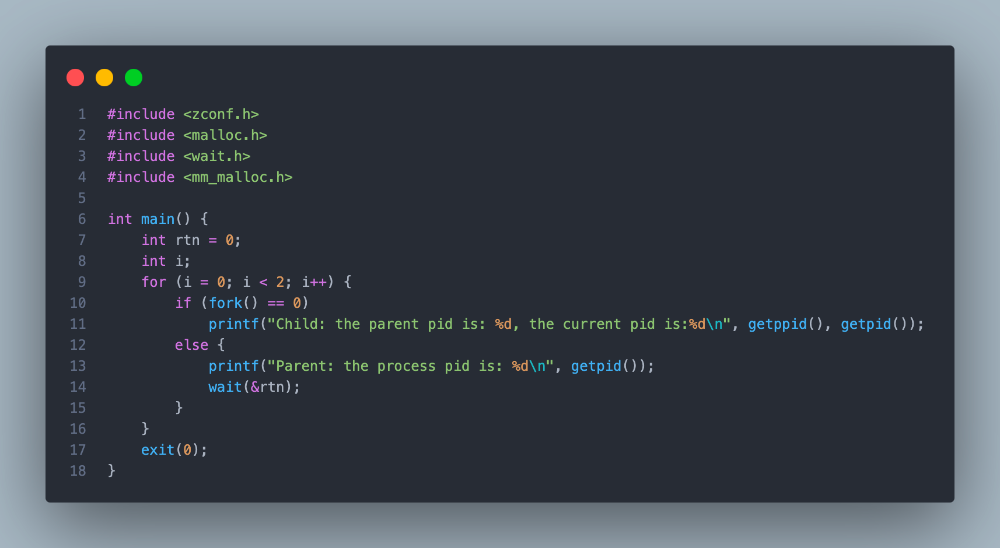 1 #include <zconf.h>
2 #include <malloc.h>
3 #include <wait.h>
4 #include <mm_malloc.h>
5
6 int main() {
7     int rtn = 0;
8     int i;
9     for (i = 0; i < 2; i++) {
10         if (fork() == 0)
11             printf("Child: the parent pid is: %d, the current pid is:%d\n", getppid(), getpid());
12         else {
13             printf("Parent: the process pid is: %d\n", getpid());
14             wait(&rtn);
15         }
16     }
17     exit(0);
18 }